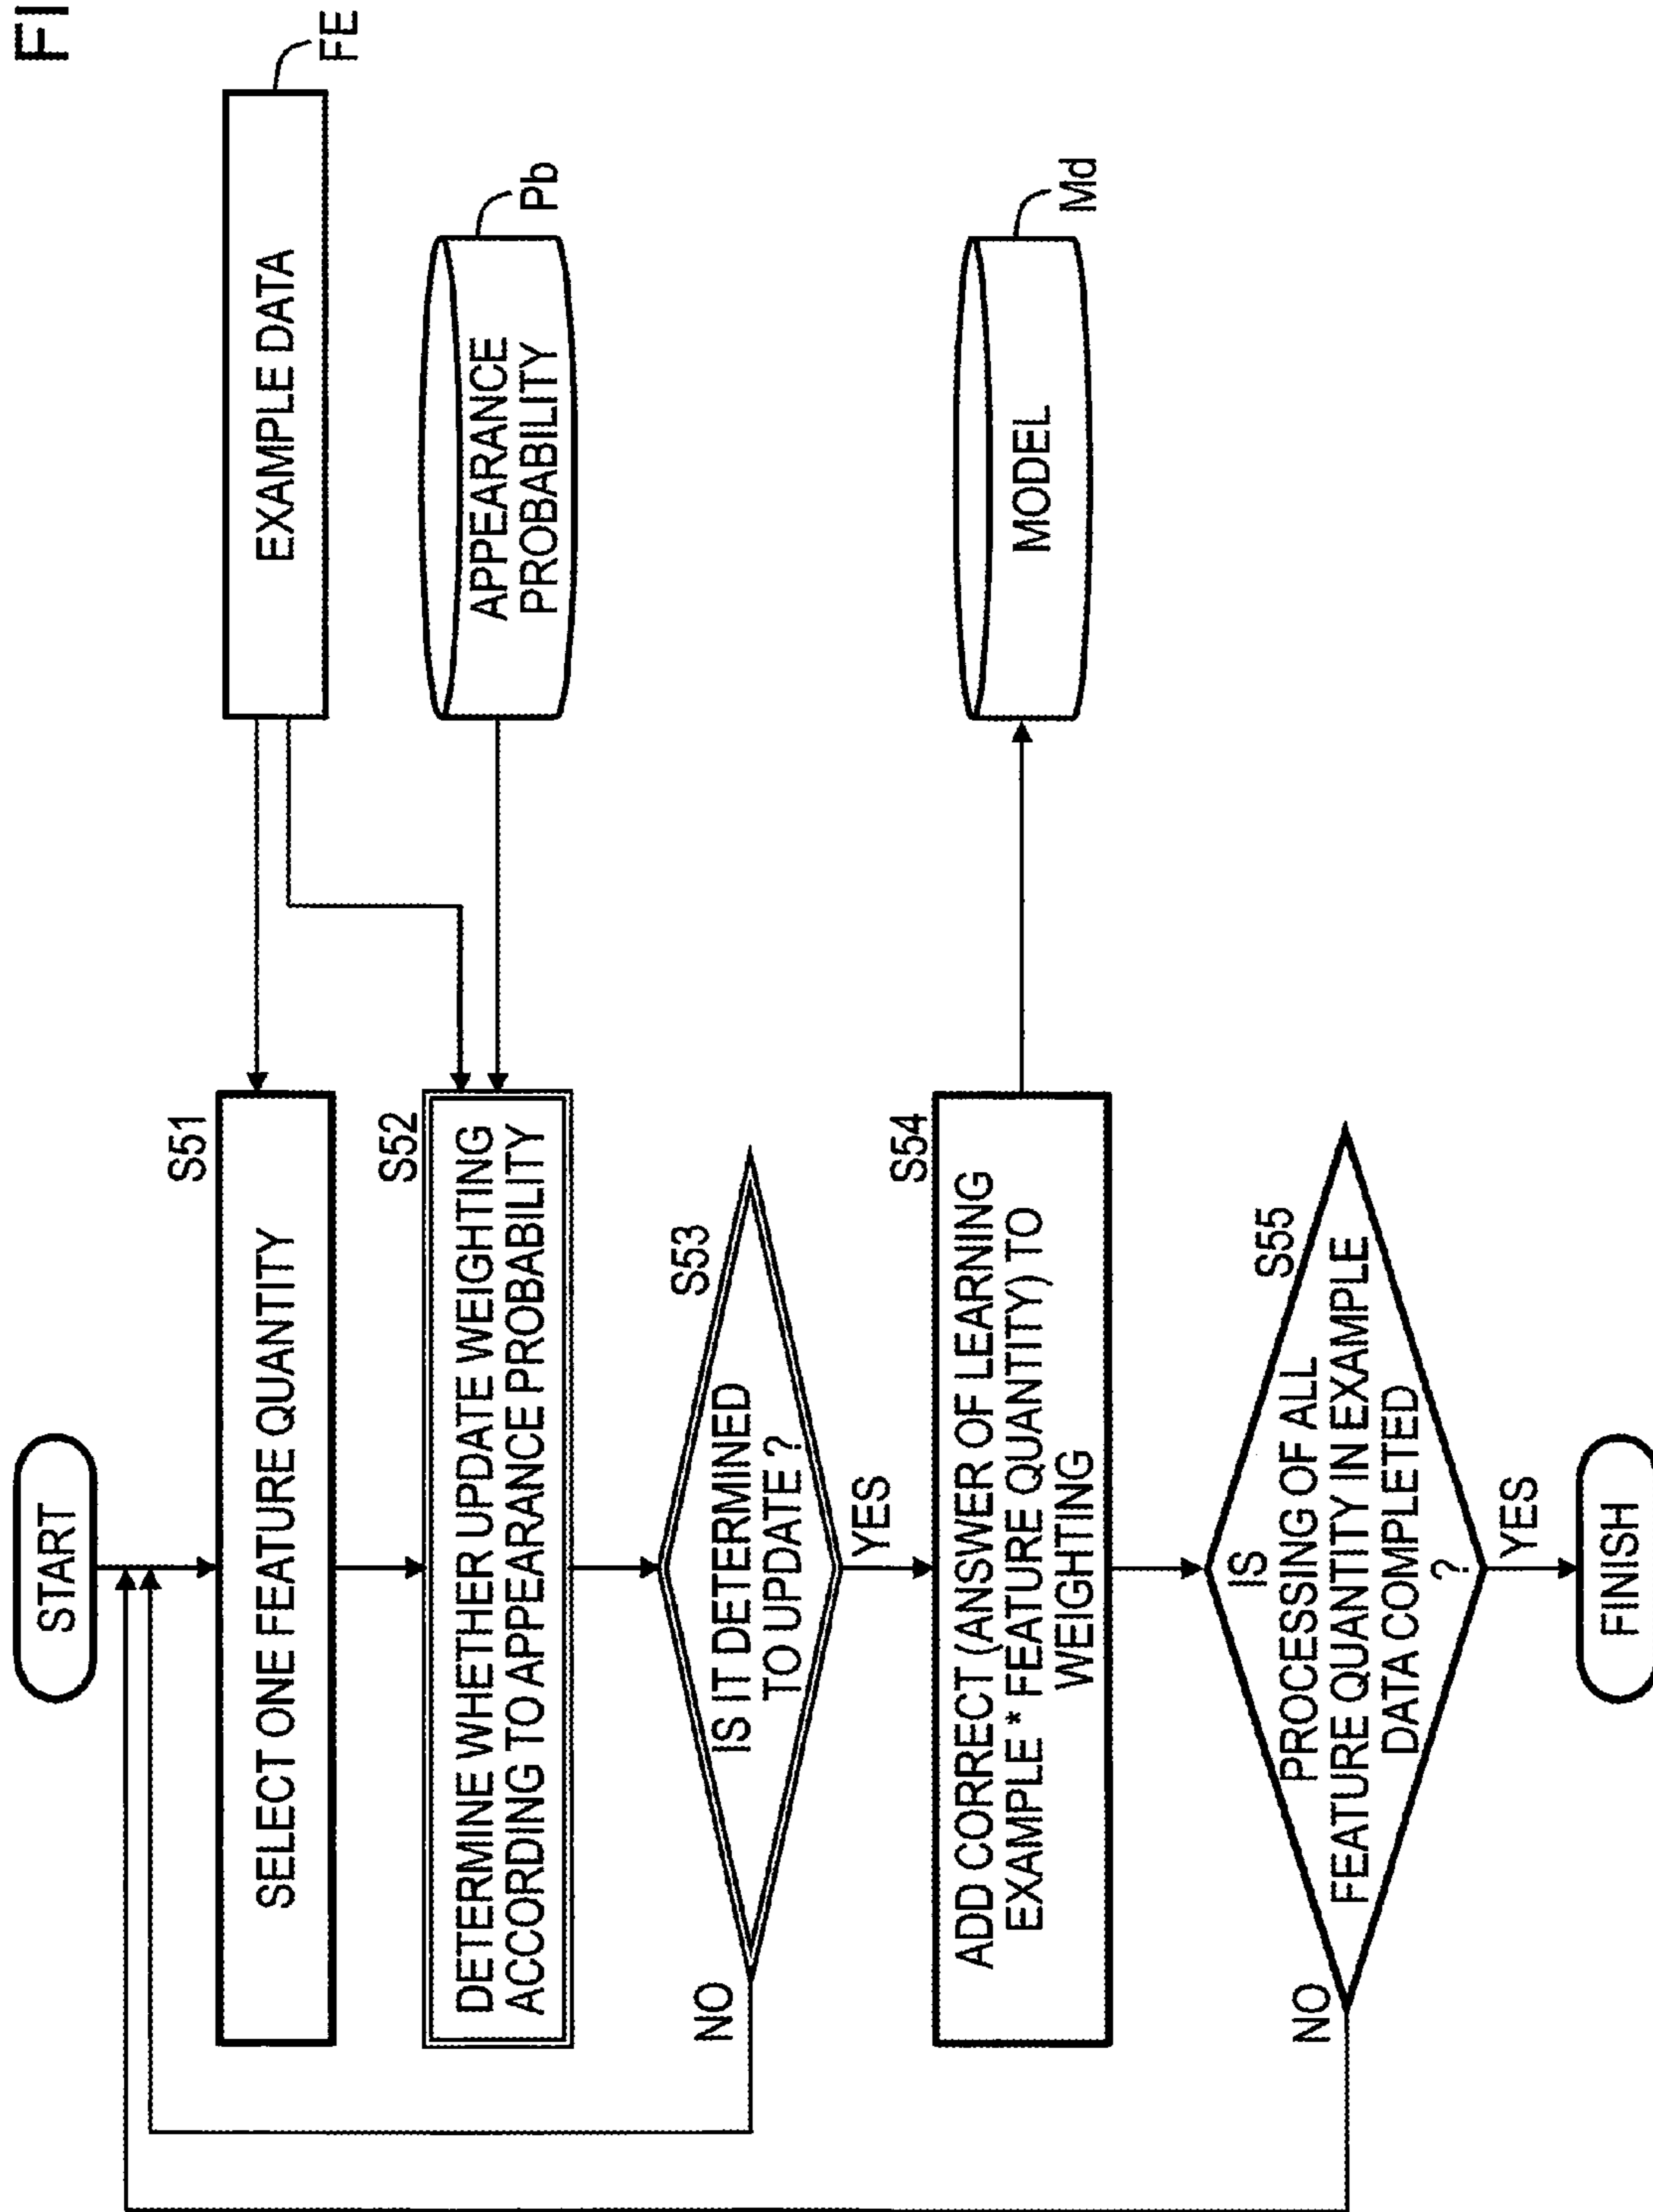 FI
START
S51
SELECT ONE FEATURE QUANTITY
EXAMPLE DATA
FE
S52
DETERMINE WHETHER UPDATE WEIGHTING
ACCORDING TO APPEARANCE PROBABILITY
APPEARANCE
PROBABILITY
Pb
S53
IS IT DETERMINED
TO UPDATE ?
NO
YES
S54
ADD CORRECT (ANSWER OF LEARNING
EXAMPLE * FEATURE QUANTITY) TO
WEIGHTING
MODEL
Md
S55
IS
PROCESSING OF ALL
FEATURE QUANTITY IN EXAMPLE
DATA COMPLETED
?
NO
YES
FINISH